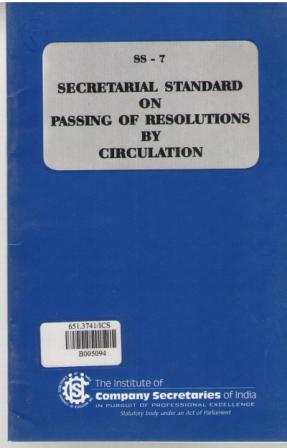 SS - 7
SECRETARIAL STANDARD
ON
PASSING OF RESOLUTIONS
BY
CIRCULATION
651.3741/ICS
B005094
The Institute of
Company Secretaries of India
IN PURSUIT OF PROFESSIONAL EXCELLENCE
Statutory body under an Act of Parliament